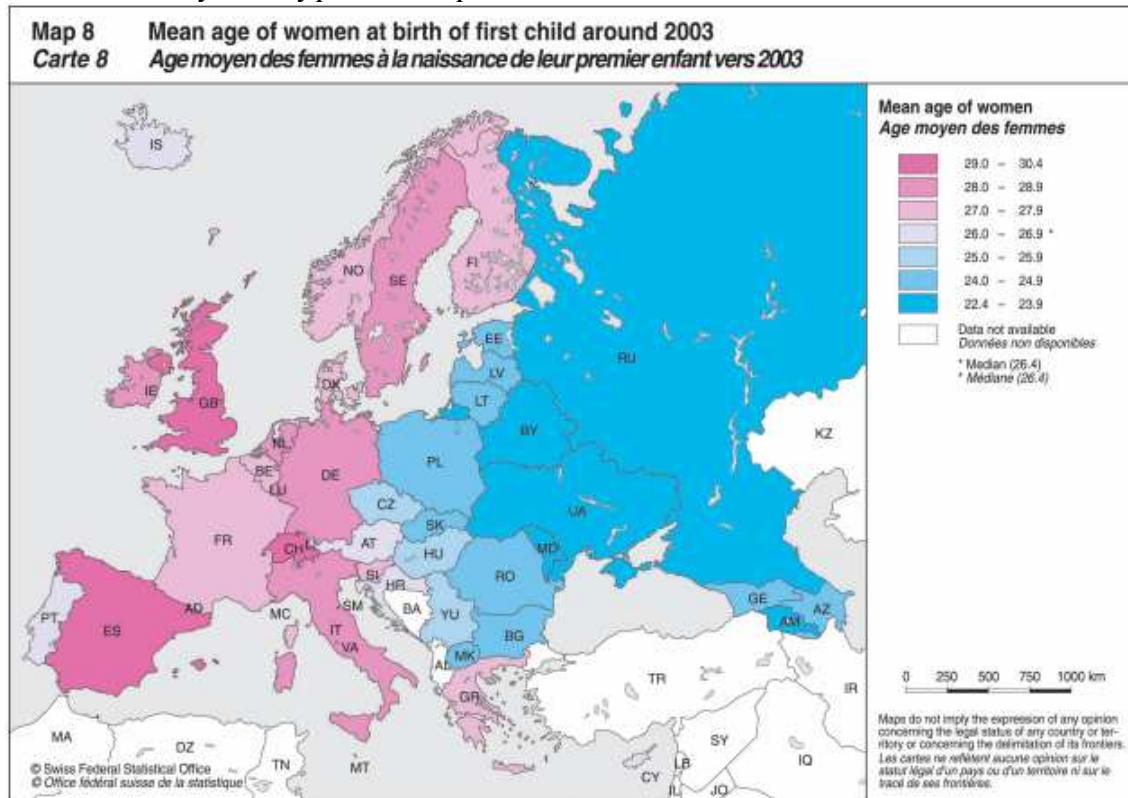 Map 8 Mean age of women at birth of first child around 2003
Carte 8 Age moyen des femmes à la naissance de leur premier enfant vers 2003
Mean age of women
Age moyen des femmes
29.0 – 30.4
28.0 – 28.9
27.0 – 27.9
26.0 – 26.9 *
25.0 – 25.9
24.0 – 24.9
22.4 – 23.9
Data not available
Données non disponibles
* Median (26.4)
* Médiane (26.4)
IS
NO
SE
FI
RU
EE
LV
LT
DK
IE
GB
BY
KZ
NL
BE
LU
DE
PL
CZ
SK
UA
FR
CH
AT
HU
MD
RO
SI
HR
BA
YU
GE
AZ
AM
PT
ES
AD
MC
SM
IT
VA
BG
MK
AL
GR
TR
IR
MA
DZ
TN
MT
CY
SY
LB
IL
JO
IQ
0 250 500 750 1000 km
Maps do not imply the expression of any opinion
concerning the legal status of any country or ter-
ritory or concerning the delimitation of its frontiers.
Les cartes ne reflètent aucune opinion sur le
statut légal d'un pays ou d'un territoire ni sur le
tracé de ses frontières.
© Swiss Federal Statistical Office
© Office fédéral suisse de la statistique